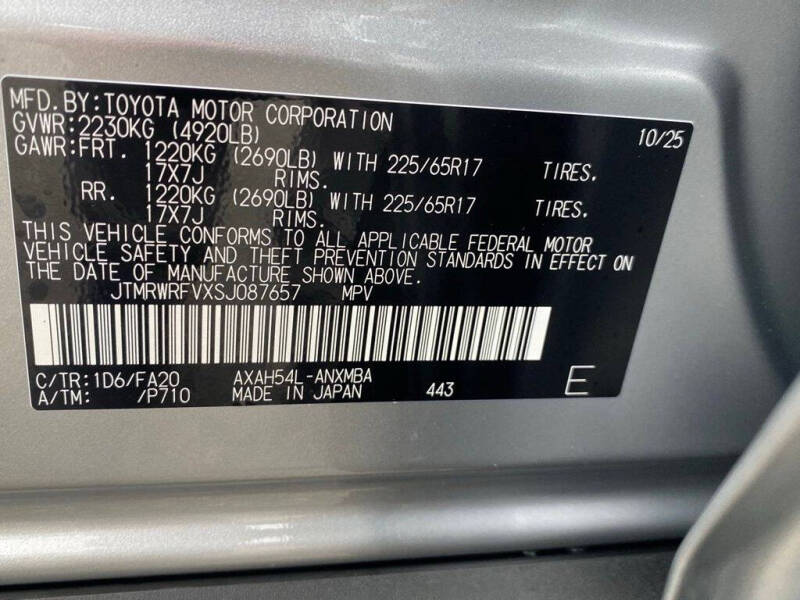 MFD.BY:TOYOTA MOTOR CORPORATION 10/25
GVWR:2230KG (4920LB)
GAWR:FRT. 1220KG (2690LB) WITH 225/65R17 TIRES.
17X7J RIMS.
RR. 1220KG (2690LB) WITH 225/65R17 TIRES.
17X7J RIMS.
THIS VEHICLE CONFORMS TO ALL APPLICABLE FEDERAL MOTOR
VEHICLE SAFETY AND THEFT PREVENTION STANDARDS IN EFFECT ON
THE DATE OF MANUFACTURE SHOWN ABOVE.
JTMRWRFVXSJ087657 MPV
C/TR:1D6/FA20 AXAH54L-ANXMBA E
A/TM: /P710 MADE IN JAPAN 443